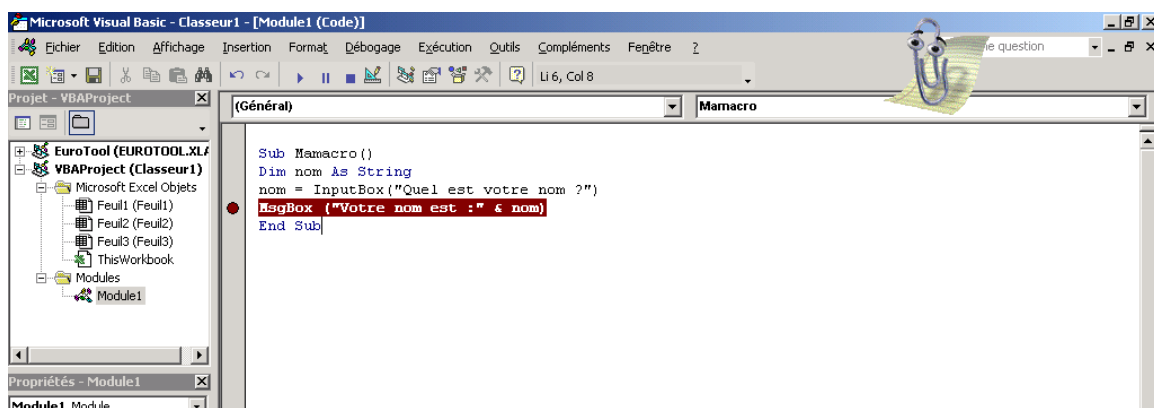 Microsoft Visual Basic - Classeur1 - [Module1 (Code)]
Fichier Edition Affichage Insertion Format Débogage Exécution Outils Compléments Fenêtre ?
ne question
Li 6, Col 8
Projet - VBAProject
(Général) Mamacro
EuroTool (EUROTOOL.XLA
VBAProject (Classeur1)
Microsoft Excel Objets
Feuil1 (Feuil1)
Feuil2 (Feuil2)
Feuil3 (Feuil3)
ThisWorkbook
Modules
Module1
Propriétés - Module1
Module1 Module
Sub Mamacro()
Dim nom As String
nom = InputBox("Quel est votre nom ?")
MsgBox ("Votre nom est :" & nom)
End Sub